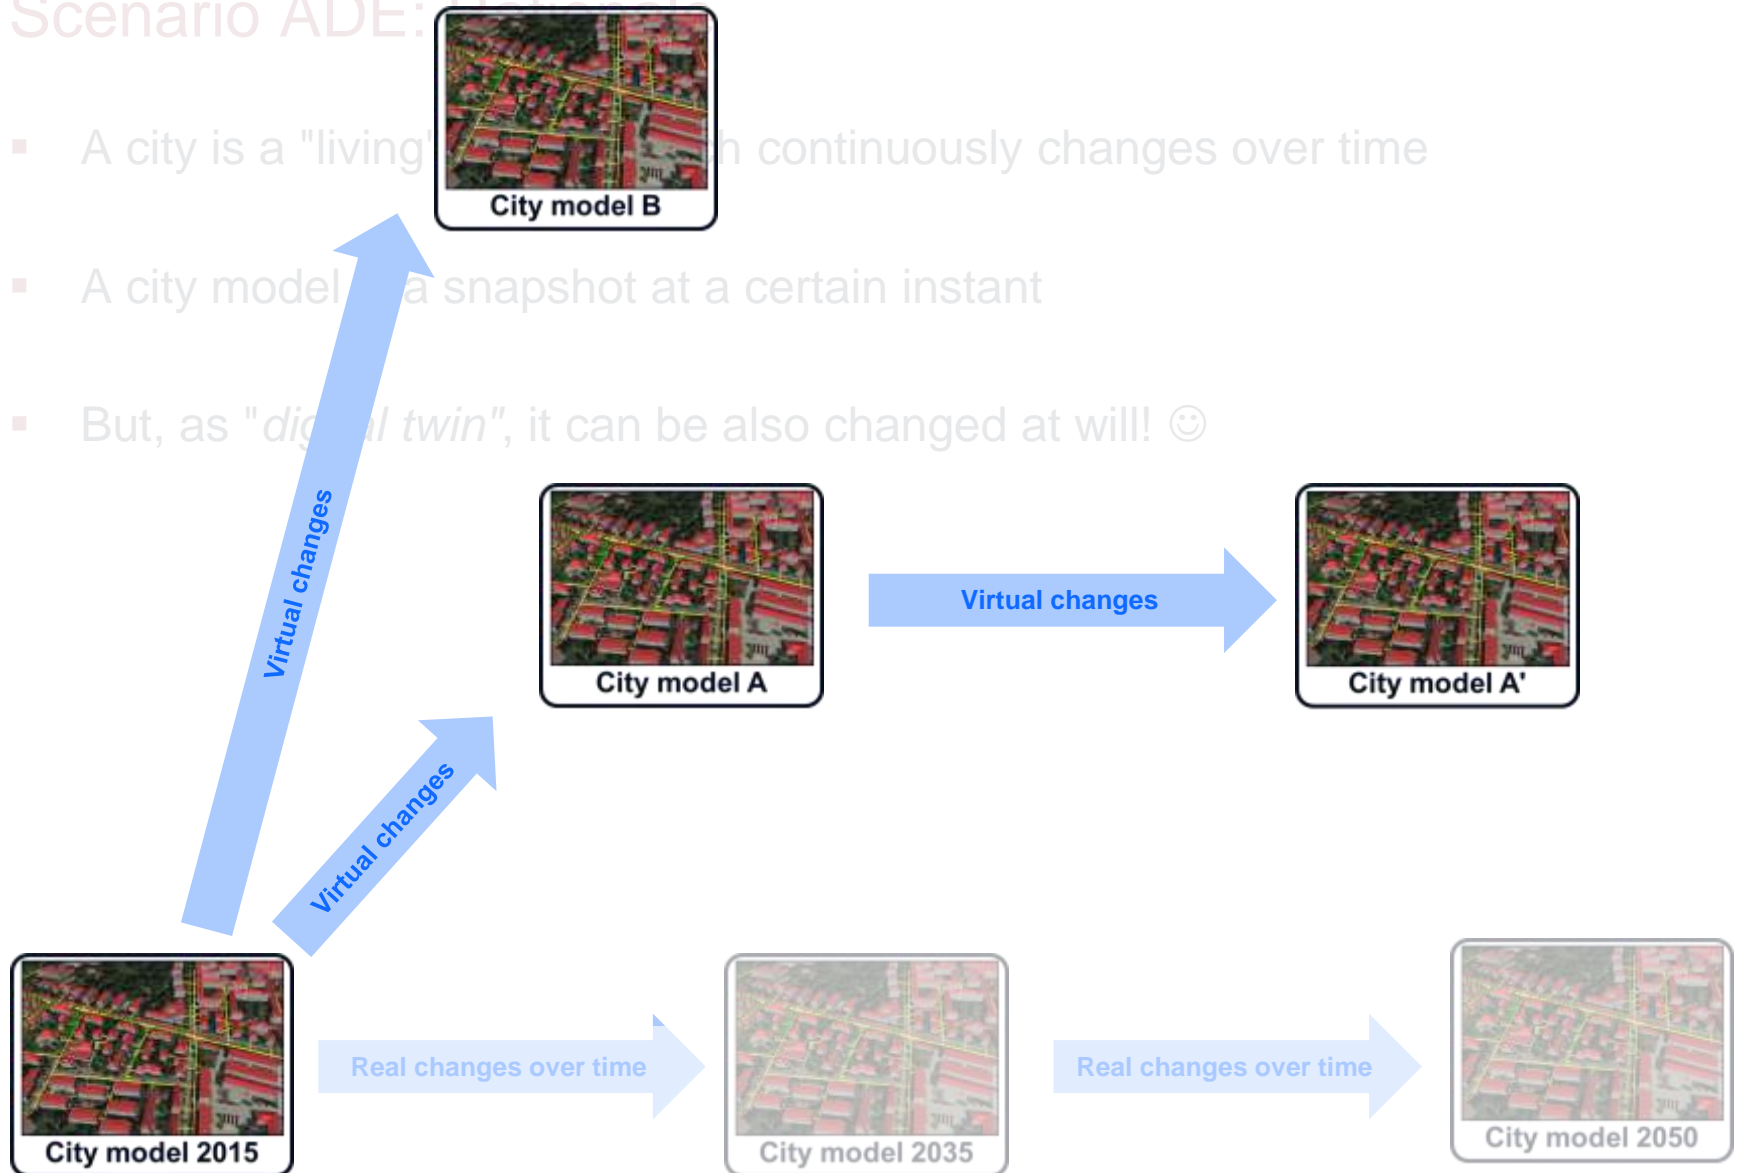 Scenario ADE:
A city is a "living" continuously changes over time
City model B
A city model a snapshot at a certain instant
But, as "digital twin", it can be also changed at will! ☺
Virtual changes
City model A
Virtual changes
City model A'
Virtual changes
City model 2015
Real changes over time
City model 2035
Real changes over time
City model 2050